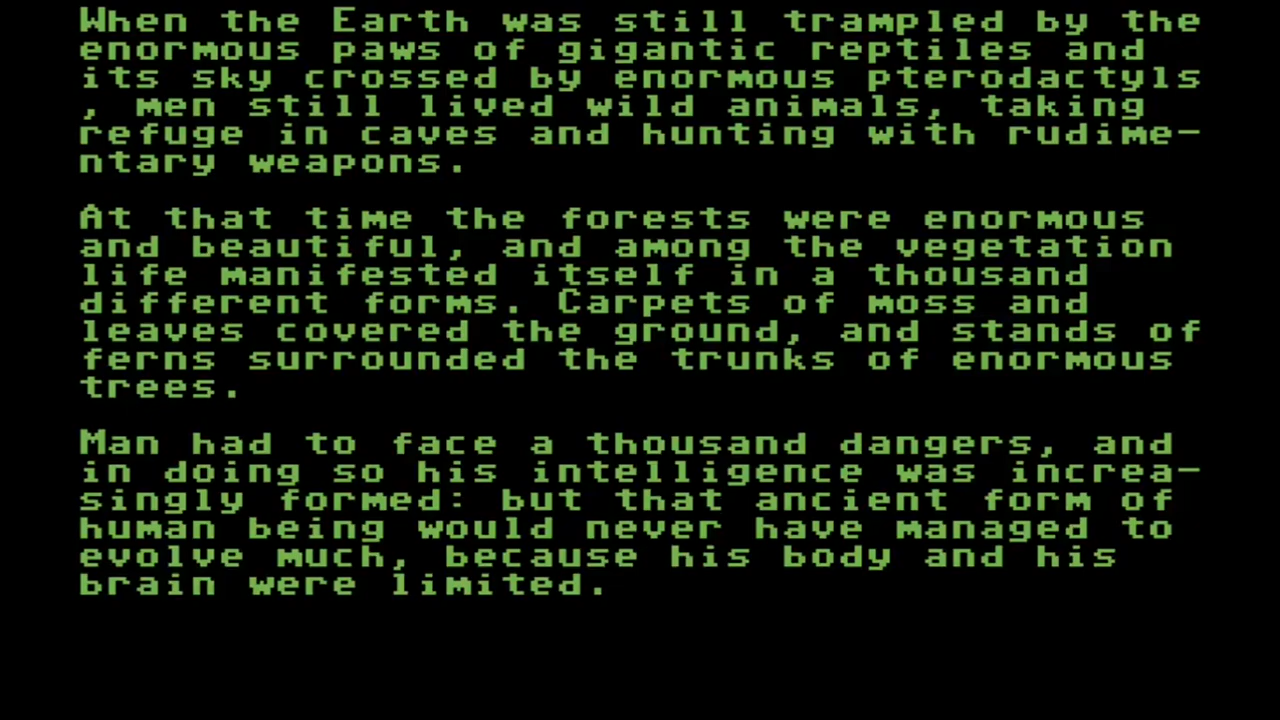 When the Earth was still trampled by the
enormous paws of gigantic reptiles and
its sky crossed by enormous pterodactyls
, men still lived wild animals, taking
refuge in caves and hunting with rudime-
ntary weapons.
At that time the forests were enormous
and beautiful, and among the vegetation
life manifested itself in a thousand
different forms. Carpets of moss and
leaves covered the ground, and stands of
ferns surrounded the trunks of enormous
trees.
Man had to face a thousand dangers, and
in doing so his intelligence was increa-
singly formed: but that ancient form of
human being would never have managed to
evolve much, because his body and his
brain were limited.